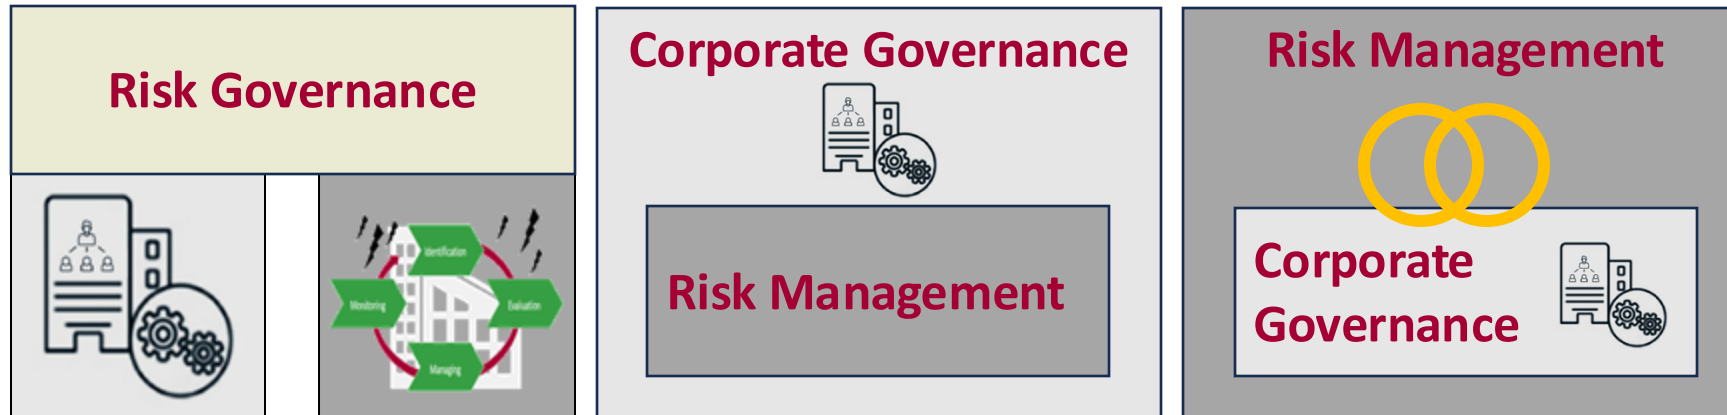 Risk Governance
Identification
Monitoring
Evaluation
Managing
Corporate Governance
Risk Management
Risk Management
Corporate
Governance